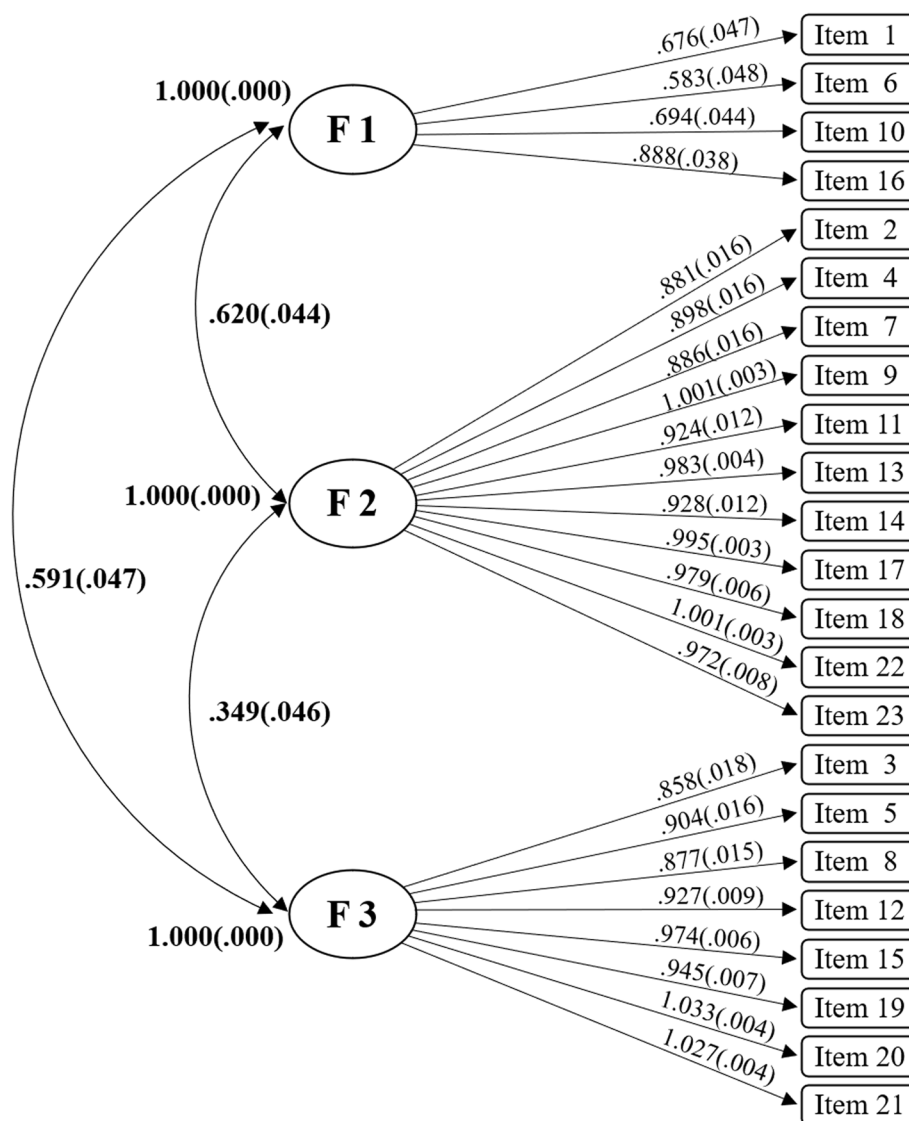 .676(.047)
Item 1
.583(.048)
Item 6
1.000(.000)
F 1
.694(.044)
Item 10
.888(.038)
Item 16
.881(.016)
Item 2
.898(.016)
Item 4
.620(.044)
.886(.016)
Item 7
1.001(.003)
Item 9
.924(.012)
Item 11
.983(.004)
Item 13
1.000(.000)
F 2
.928(.012)
Item 14
.995(.003)
Item 17
.591(.047)
.979(.006)
Item 18
1.001(.003)
Item 22
.972(.008)
Item 23
.349(.046)
.858(.018)
Item 3
.904(.016)
Item 5
.877(.015)
Item 8
.927(.009)
Item 12
F 3
1.000(.000)
.974(.006)
Item 15
.945(.007)
Item 19
1.033(.004)
Item 20
1.027(.004)
Item 21